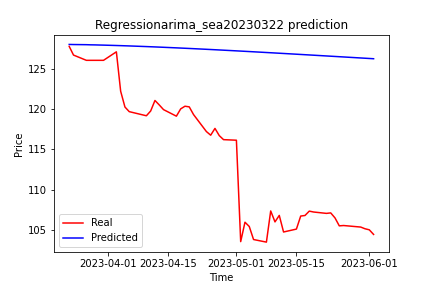 Regressionarima_sea20230322 prediction
125
120
115
110
105
Price
Real
Predicted
2023-04-01 2023-04-15 2023-05-01 2023-05-15 2023-06-01
Time